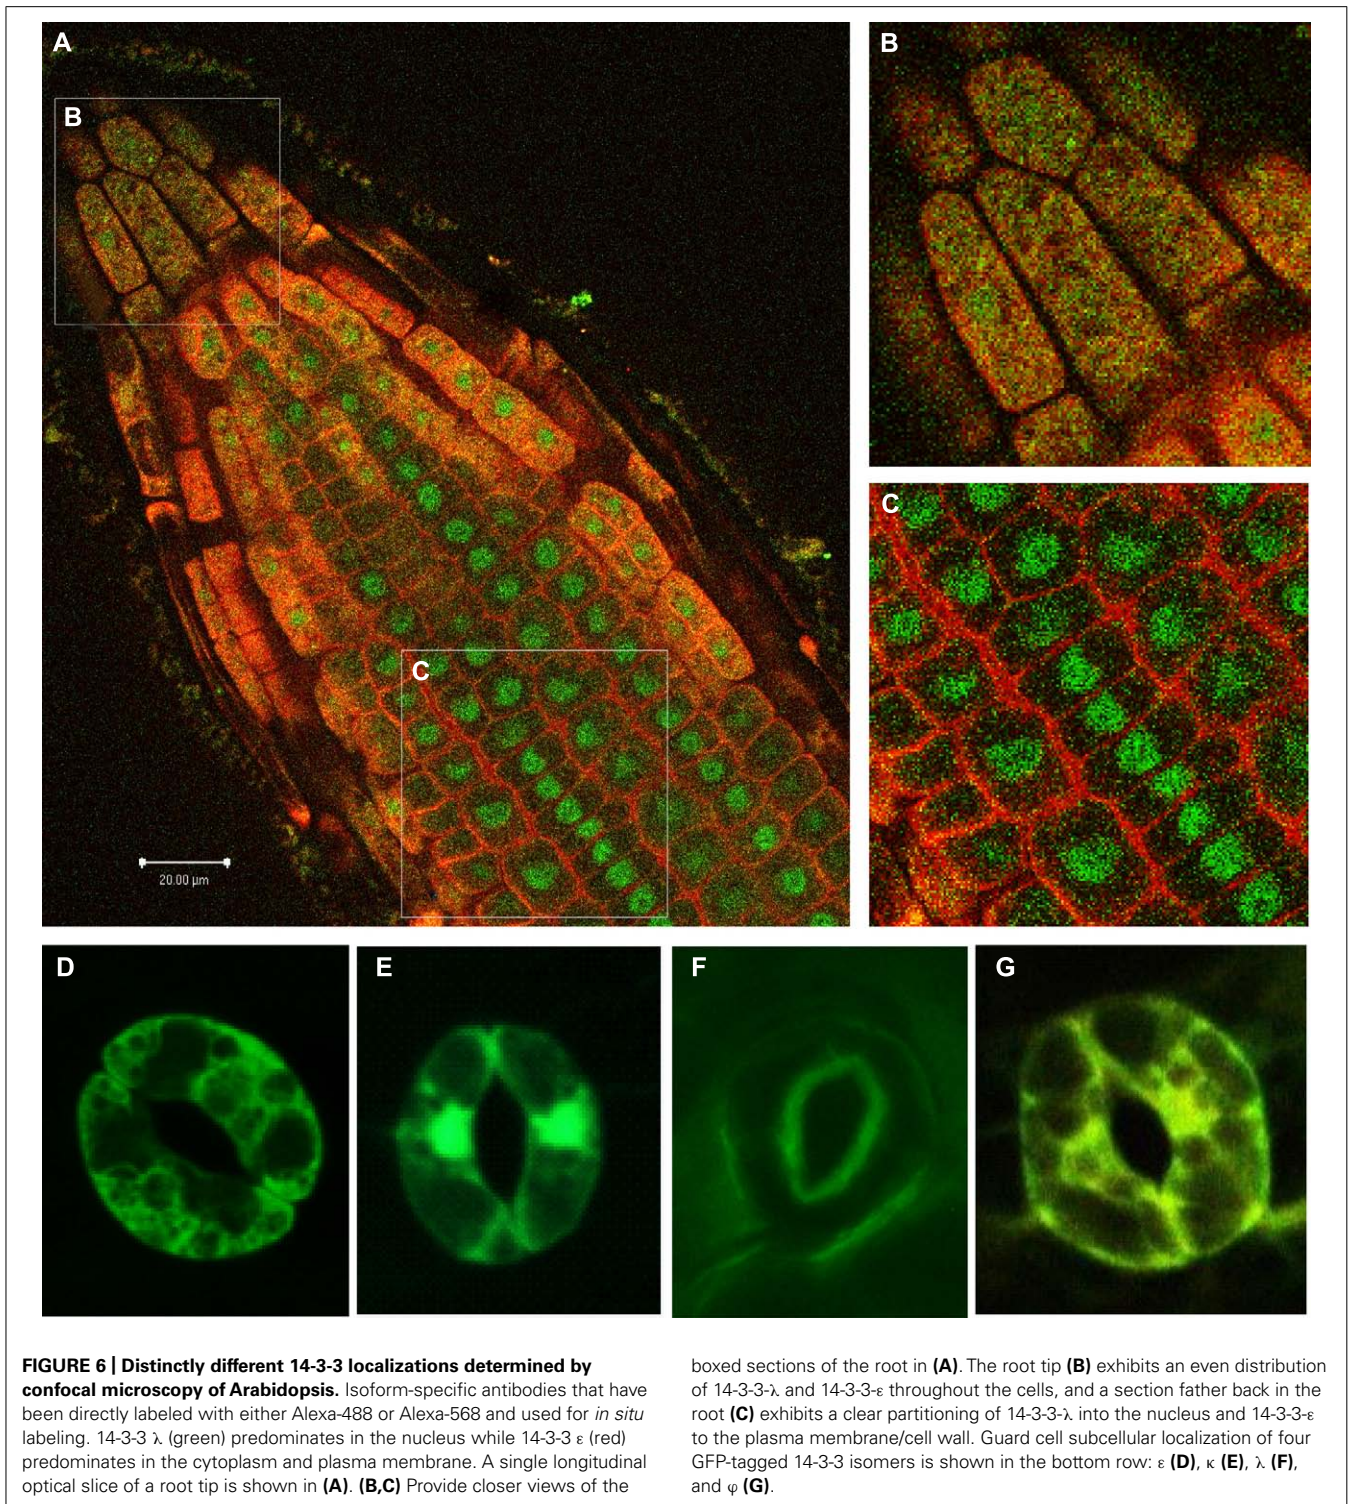 A
B
B
C
C
20.00 μm
D
E
F
G
FIGURE 6 | Distinctly different 14-3-3 localizations determined by
confocal microscopy of Arabidopsis. Isoform-specific antibodies that have
been directly labeled with either Alexa-488 or Alexa-568 and used for in situ
labeling. 14-3-3 λ (green) predominates in the nucleus while 14-3-3 ε (red)
predominates in the cytoplasm and plasma membrane. A single longitudinal
optical slice of a root tip is shown in (A). (B,C) Provide closer views of the
boxed sections of the root in (A). The root tip (B) exhibits an even distribution
of 14-3-3-λ and 14-3-3-ε throughout the cells, and a section father back in the
root (C) exhibits a clear partitioning of 14-3-3-λ into the nucleus and 14-3-3-ε
to the plasma membrane/cell wall. Guard cell subcellular localization of four
GFP-tagged 14-3-3 isomers is shown in the bottom row: ε (D), κ (E), λ (F),
and φ (G).